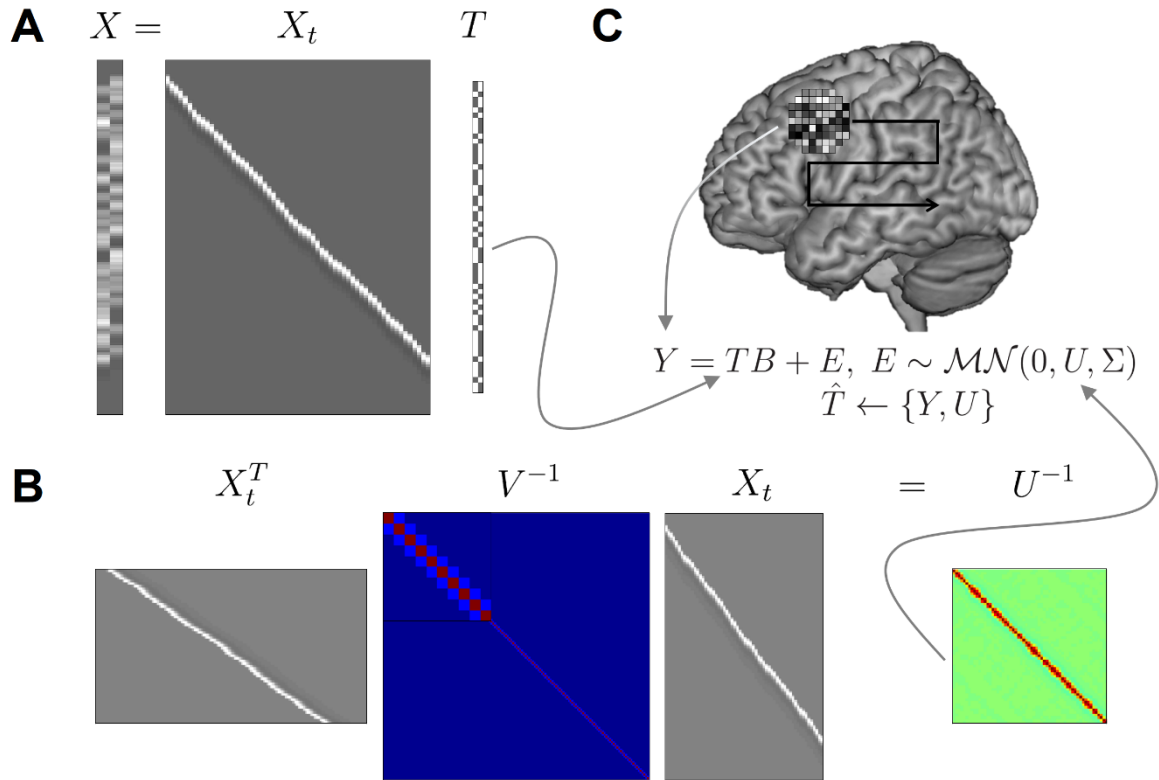 A
X = X_t T
C
Y = TB + E, E ∼ 𝓜𝓝(0, U, Σ)
T̂ ← {Y, U}
B
X_t^T V^{-1} X_t = U^{-1}